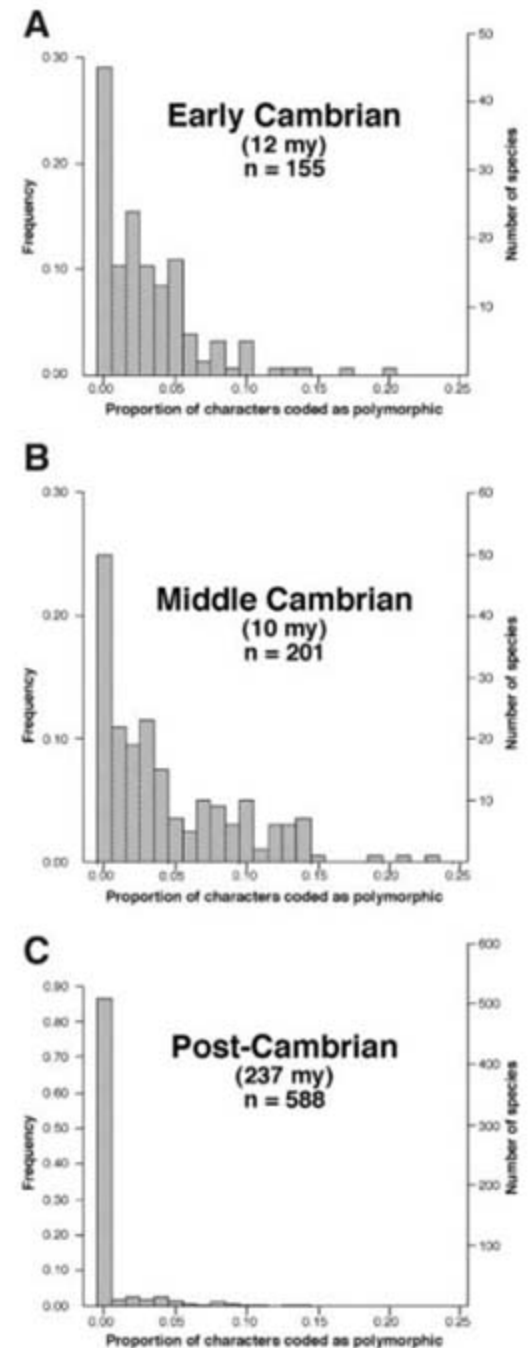 A
Early Cambrian
(12 my)
n = 155
Frequency
0.30
0.20
0.10
0.00
Number of species
50
40
30
20
10
0.00 0.05 0.10 0.15 0.20 0.25
Proportion of characters coded as polymorphic
B
Middle Cambrian
(10 my)
n = 201
Frequency
0.30
0.20
0.10
0.00
Number of species
60
50
40
30
20
10
0.00 0.05 0.10 0.15 0.20 0.25
Proportion of characters coded as polymorphic
C
Post-Cambrian
(237 my)
n = 588
Frequency
0.90
0.80
0.70
0.60
0.50
0.40
0.30
0.20
0.10
0.00
Number of species
600
500
400
300
200
100
0.00 0.05 0.10 0.15 0.20 0.25
Proportion of characters coded as polymorphic